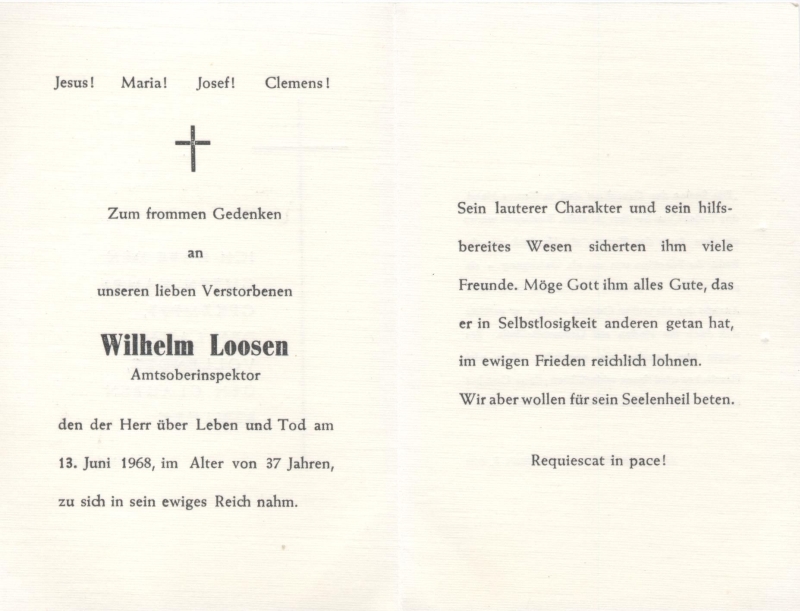 Jesus! Maria! Josef! Clemens!
Zum frommen Gedenken
an
unseren lieben Verstorbenen
Wilhelm Loosen
Amtsoberinspektor
den der Herr über Leben und Tod am
13. Juni 1968, im Alter von 37 Jahren,
zu sich in sein ewiges Reich nahm.
Sein lauterer Charakter und sein hilfs-
bereites Wesen sicherten ihm viele
Freunde. Möge Gott ihm alles Gute, das
er in Selbstlosigkeit anderen getan hat,
im ewigen Frieden reichlich lohnen.
Wir aber wollen für sein Seelenheil beten.
Requiescat in pace!